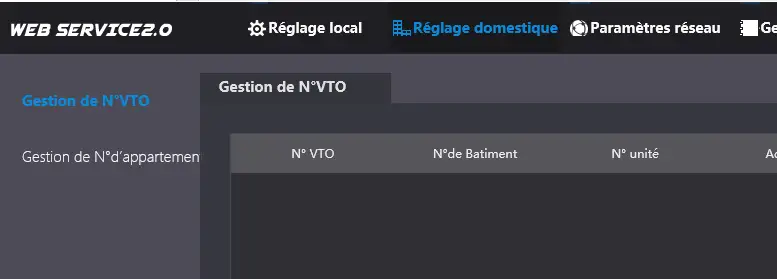 WEB SERVICE2.0 Réglage local Réglage domestique Paramètres réseau Ge
Gestion de N°VTO
Gestion de N°VTO
Gestion de N°d’appartemen
N° VTO N°de Batiment N° unité Ad